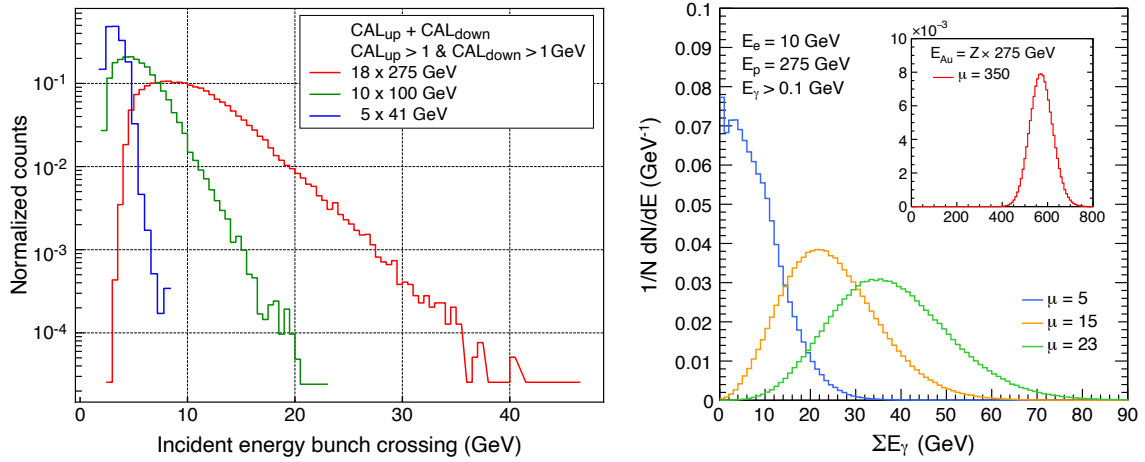 CAL_up + CAL_down
CAL_up > 1 & CAL_down > 1 GeV
18 x 275 GeV
10 x 100 GeV
5 x 41 GeV
Normalized counts
10⁻¹
10⁻²
10⁻³
10⁻⁴
0 10 20 30 40
Incident energy bunch crossing (GeV)
1/N dN/dE (GeV⁻¹)
0.1
0.09
0.08
0.07
0.06
0.05
0.04
0.03
0.02
0.01
0
0 10 20 30 40 50 60 70 80 90
ΣE_γ (GeV)
E_e = 10 GeV
E_p = 275 GeV
E_γ > 0.1 GeV
μ = 5
μ = 15
μ = 23
×10⁻³
10
8
6
4
2
0
0 200 400 600 800
E_Au = Z × 275 GeV
μ = 350